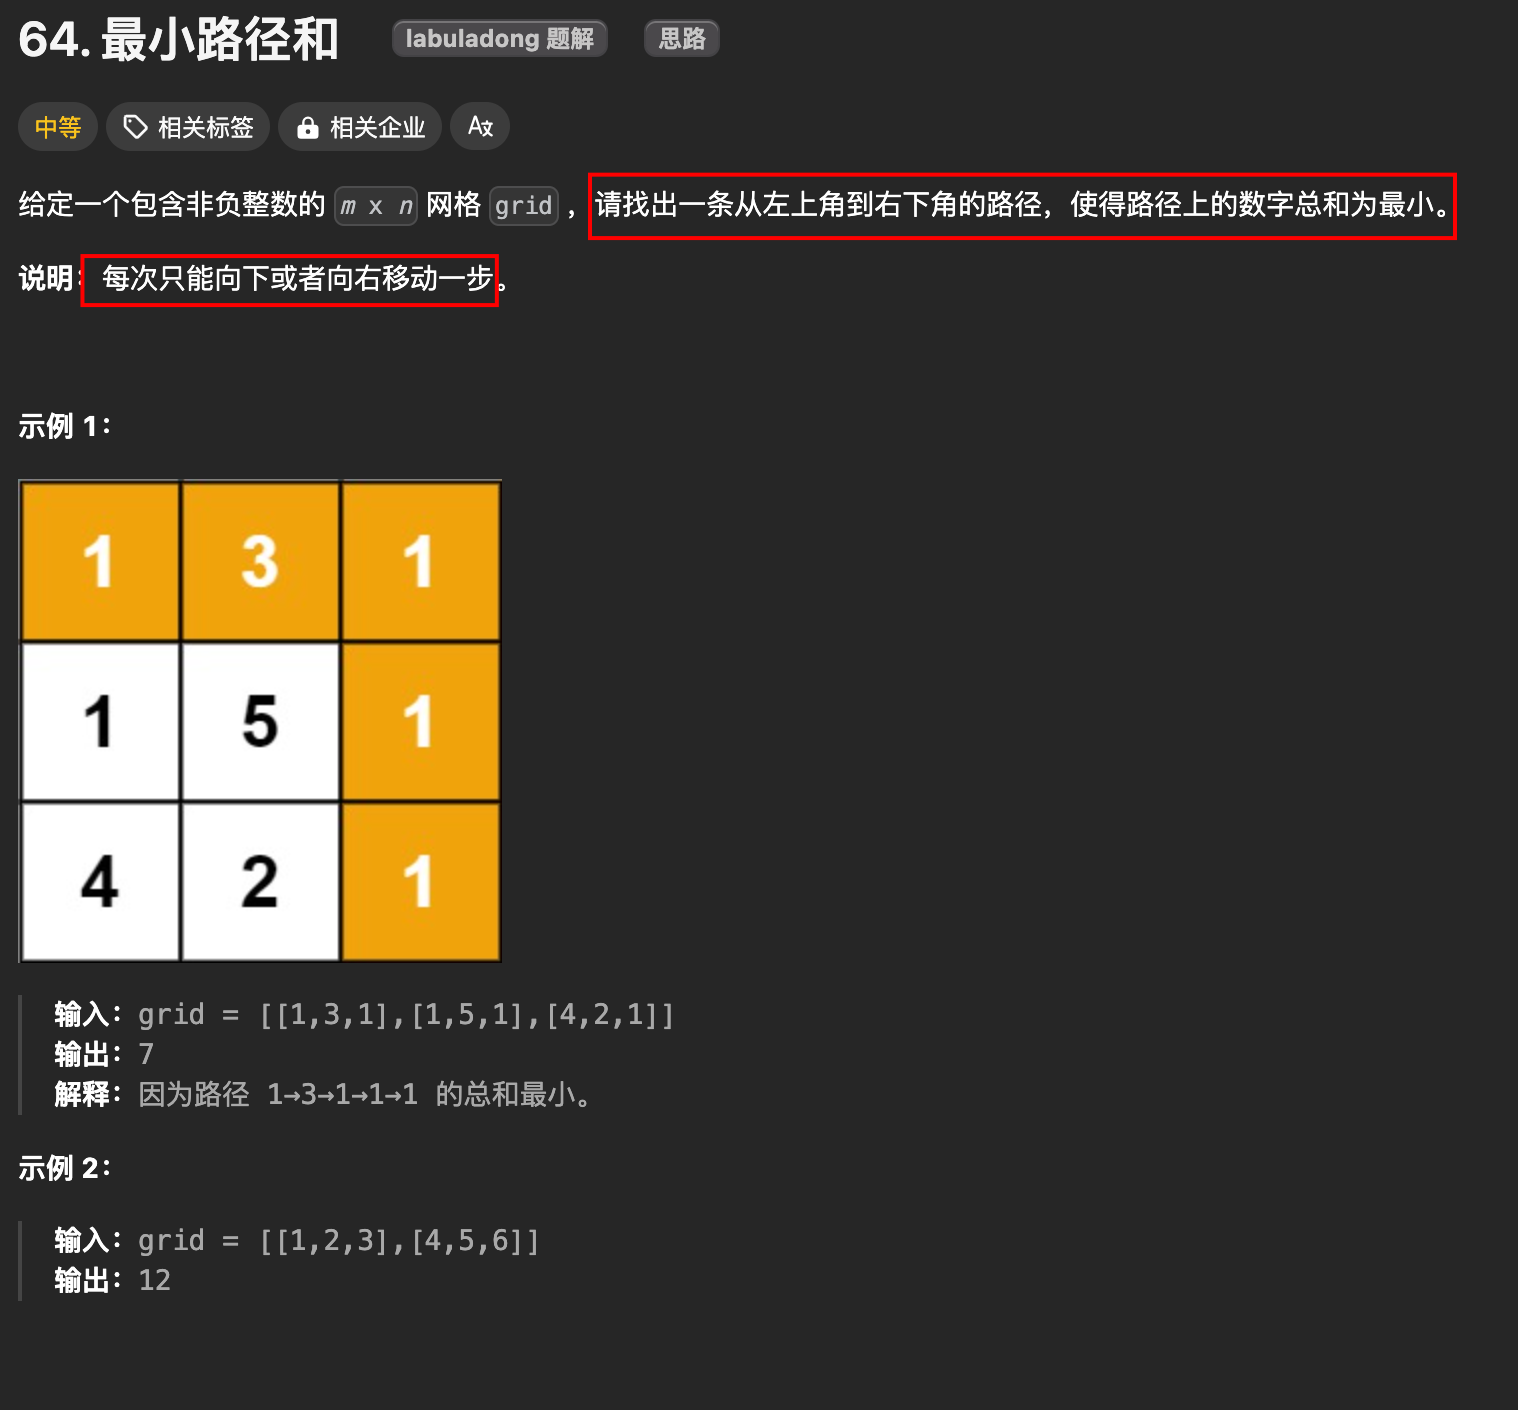 64. 最小路径和 labuladong 题解 思路
中等 相关标签 相关企业 A文
给定一个包含非负整数的 m x n 网格 grid ，请找出一条从左上角到右下角的路径，使得路径上的数字总和为最小。
说明：每次只能向下或者向右移动一步。
示例 1：
1 3 1
1 5 1
4 2 1
输入：grid = [[1,3,1],[1,5,1],[4,2,1]]
输出：7
解释：因为路径 1→3→1→1→1 的总和最小。
示例 2：
输入：grid = [[1,2,3],[4,5,6]]
输出：12